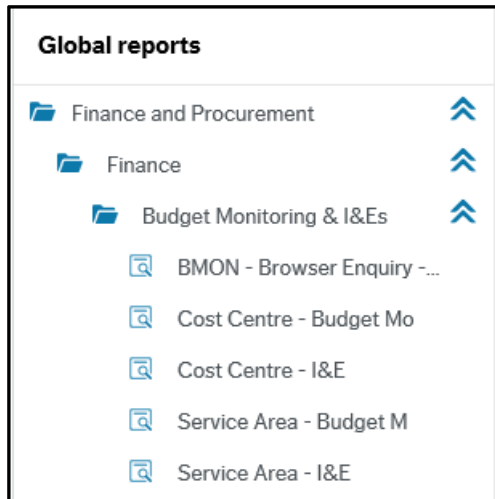 Global reports
Finance and Procurement
Finance
Budget Monitoring & I&Es
BMON - Browser Enquiry -...
Cost Centre - Budget Mo
Cost Centre - I&E
Service Area - Budget M
Service Area - I&E